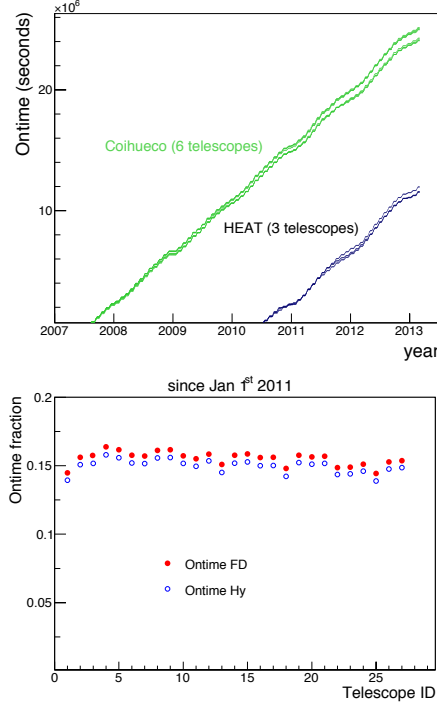 ×10⁶
Ontime (seconds)
20
Coihueco (6 telescopes)
10
HEAT (3 telescopes)
2007 2008 2009 2010 2011 2012 2013
year
since Jan 1st 2011
Ontime fraction
0.2
0.15
0.1
Ontime FD
Ontime Hy
0.05
0 0 5 10 15 20 25
Telescope ID